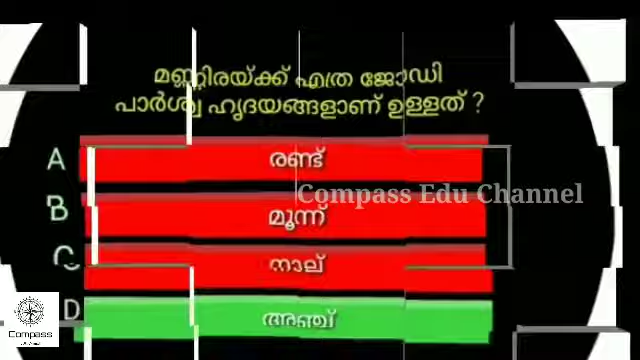 മണ്ണിരയ്ക്ക് എത്ര ജോഡി
പാർശ്വ ഹൃദയങ്ങളാണ് ഉള്ളത് ?
A രണ്ട്
Compass Edu Channel
B മൂന്ന്
C നാല്
D അഞ്ച്
Compass